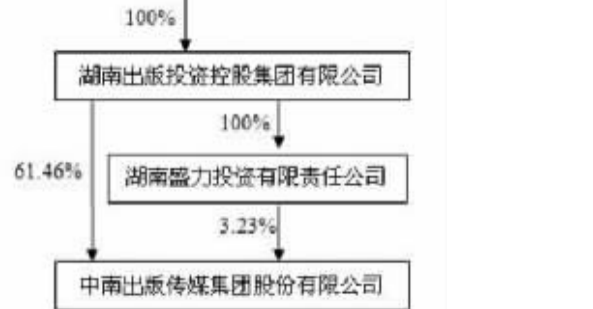 100%
湖南出版投资控股集团有限公司
100%
61.46%
湖南盛力投资有限责任公司
3.23%
中南出版传媒集团股份有限公司